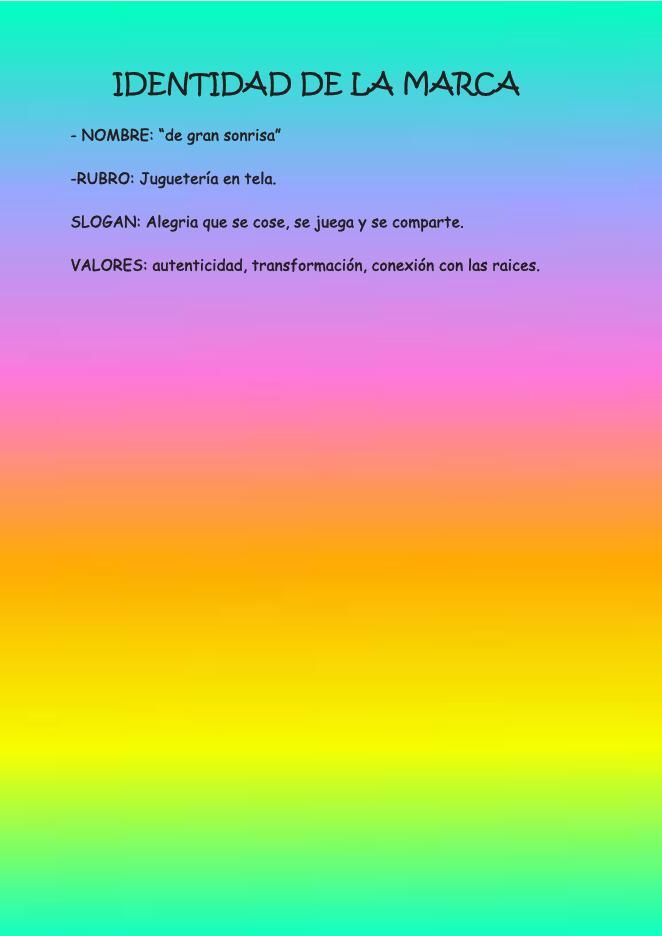 IDENTIDAD DE LA MARCA
- NOMBRE: “de gran sonrisa”
-RUBRO: Juguetería en tela.
SLOGAN: Alegria que se cose, se juega y se comparte.
VALORES: autenticidad, transformación, conexión con las raices.